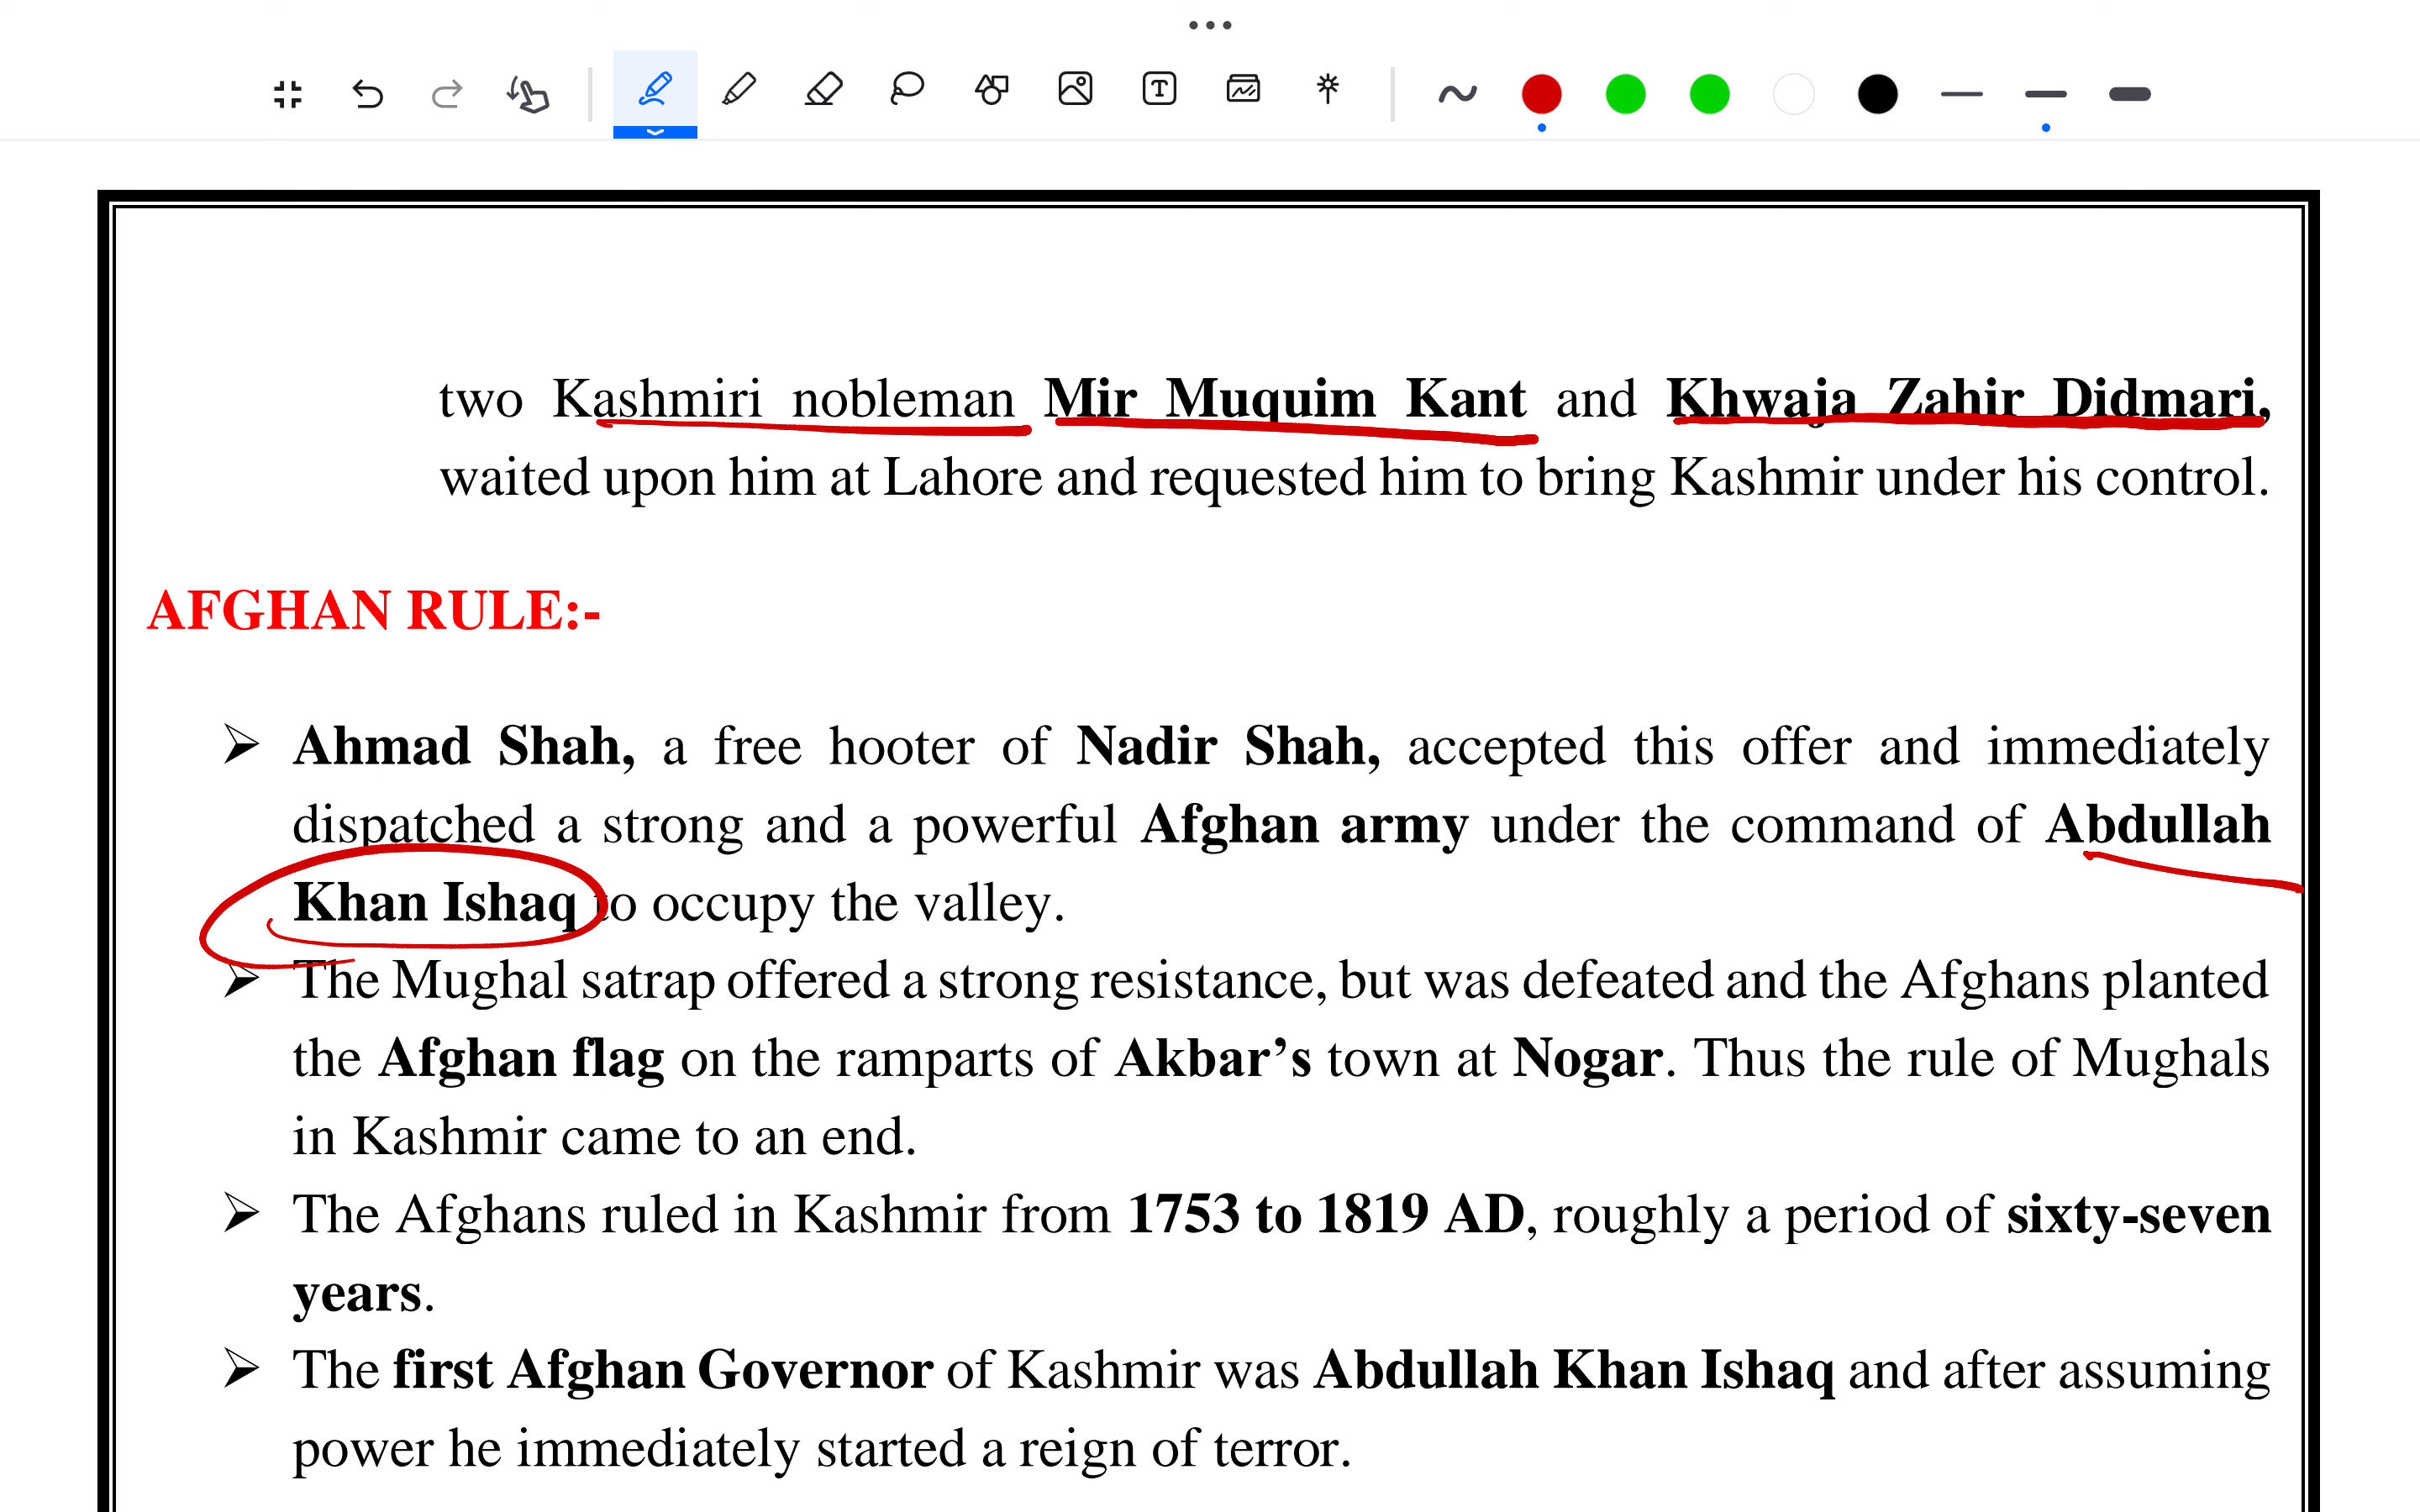 two Kashmiri nobleman Mir Muquim Kant and Khwaja Zahir Didmari,
waited upon him at Lahore and requested him to bring Kashmir under his control.
AFGHAN RULE:-
➢ Ahmad Shah, a free hooter of Nadir Shah, accepted this offer and immediately
dispatched a strong and a powerful Afghan army under the command of Abdullah
Khan Ishaq to occupy the valley.
➢ The Mughal satrap offered a strong resistance, but was defeated and the Afghans planted
the Afghan flag on the ramparts of Akbar’s town at Nogar. Thus the rule of Mughals
in Kashmir came to an end.
➢ The Afghans ruled in Kashmir from 1753 to 1819 AD, roughly a period of sixty-seven
years.
➢ The first Afghan Governor of Kashmir was Abdullah Khan Ishaq and after assuming
power he immediately started a reign of terror.